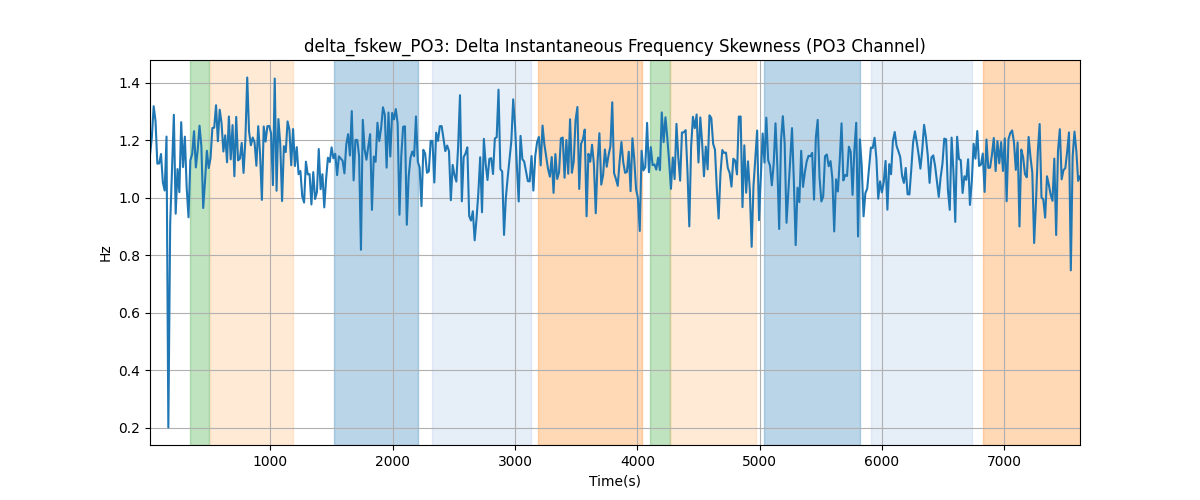 delta_fskew_PO3: Delta Instantaneous Frequency Skewness (PO3 Channel)
1.4
1.2
1.0
0.8
0.6
0.4
0.2
Hz
1000 2000 3000 4000 5000 6000 7000
Time(s)